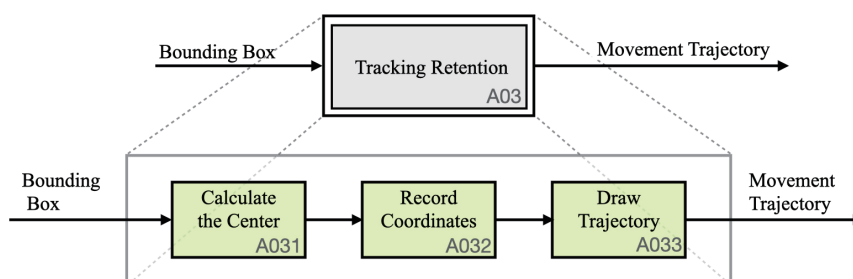 Bounding Box
Tracking Retention
A03
Movement Trajectory
Bounding
Box
Calculate
the Center
A031
Record
Coordinates
A032
Draw
Trajectory
A033
Movement
Trajectory